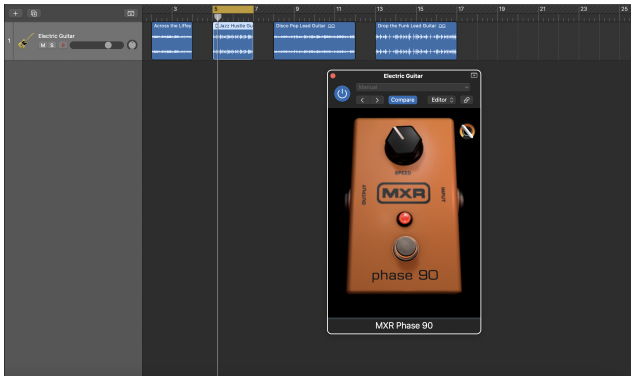 3 5 7 9 11 13 15 17 19 21 23 25
Across the Liffey
Jazz Hustle Gu
Disco Pop Lead Guitar
Drop the Funk Lead Guitar
1
Electric Guitar
M S
Electric Guitar
Manual
Compare
Editor
SPEED
OUTPUT
MXR
INPUT
phase 90
MXR Phase 90